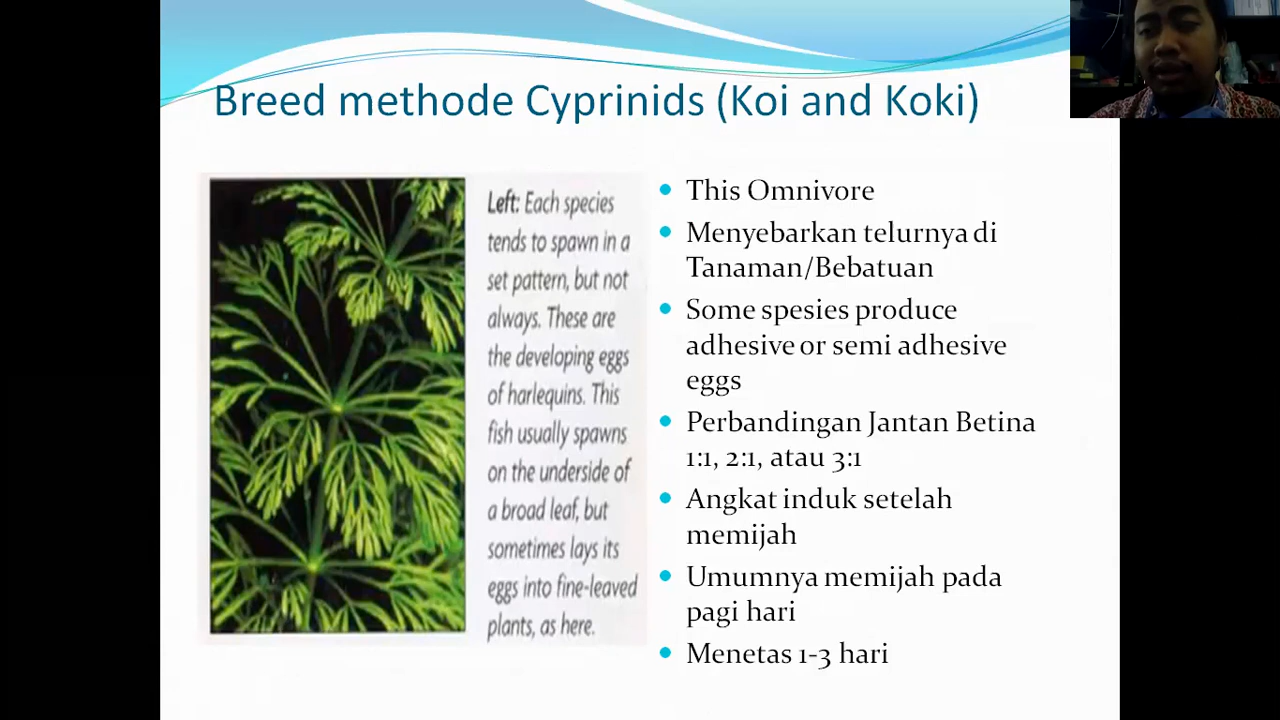 Breed methode Cyprinids (Koi and Koki)
Left: Each species
tends to spawn in a
set pattern, but not
always. These are
the developing eggs
of harlequins. This
fish usually spawns
on the underside of
a broad leaf, but
sometimes lays its
eggs into fine-leaved
plants, as here.
This Omnivore
Menyebarkan telurnya di
Tanaman/Bebatuan
Some spesies produce
adhesive or semi adhesive
eggs
Perbandingan Jantan Betina
1:1, 2:1, atau 3:1
Angkat induk setelah
memijah
Umumnya memijah pada
pagi hari
Menetas 1-3 hari